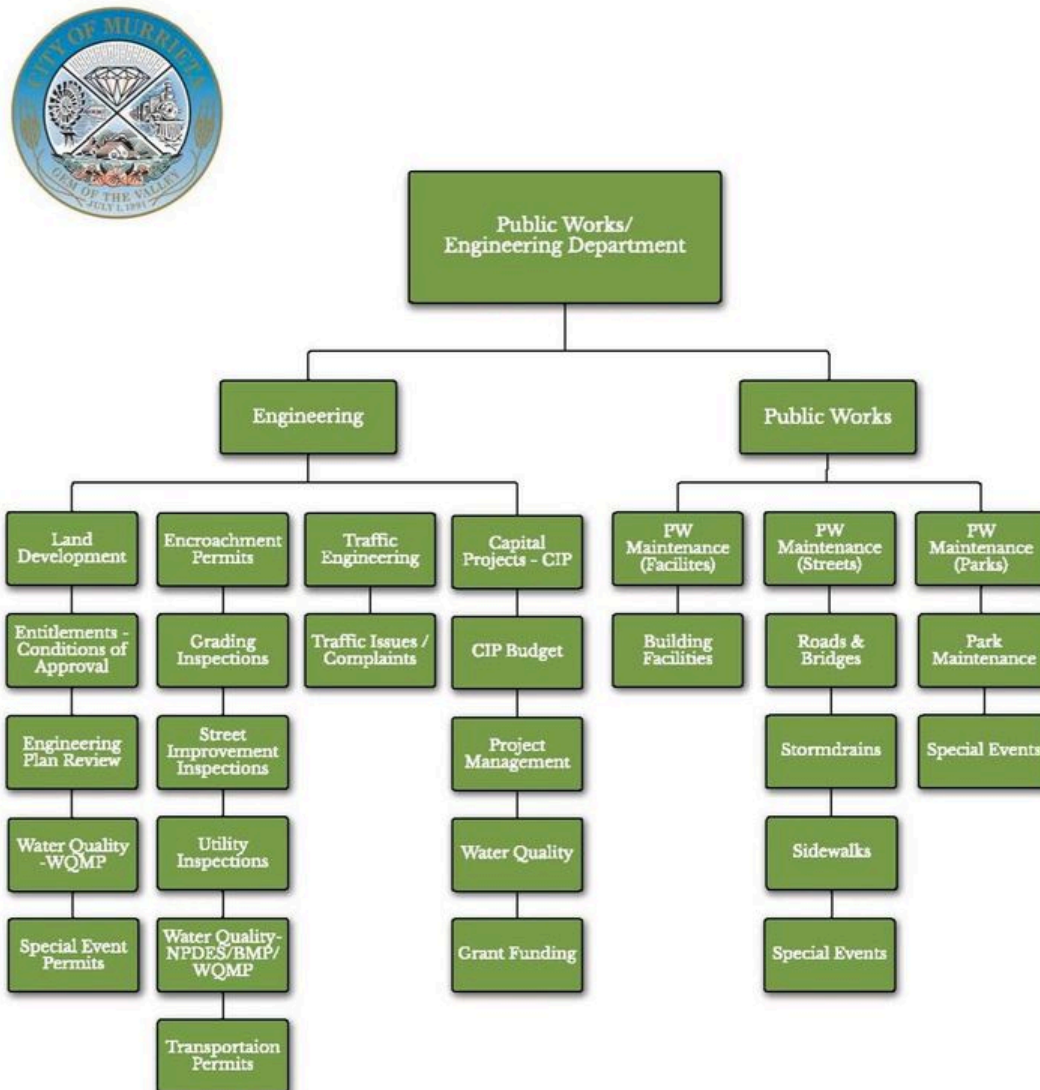 CITY OF MURRIETA
GEM OF THE VALLEY
JULY 1, 1991
Public Works/
Engineering Department
Engineering
Public Works
Land
Development
Encroachment
Permits
Traffic
Engineering
Capital
Projects - CIP
PW
Maintenance
(Facilites)
PW
Maintenance
(Streets)
PW
Maintenance
(Parks)
Entitlements -
Conditions of
Approval
Grading
Inspections
Traffic Issues /
Complaints
CIP Budget
Building
Facilities
Roads &
Bridges
Park
Maintenance
Engineering
Plan Review
Street
Improvement
Inspections
Project
Management
Stormdrains
Special Events
Water Quality
-WQMP
Utility
Inspections
Water Quality
Sidewalks
Special Event
Permits
Water Quality-
NPDES/BMP/
WQMP
Grant Funding
Special Events
Transportaion
Permits